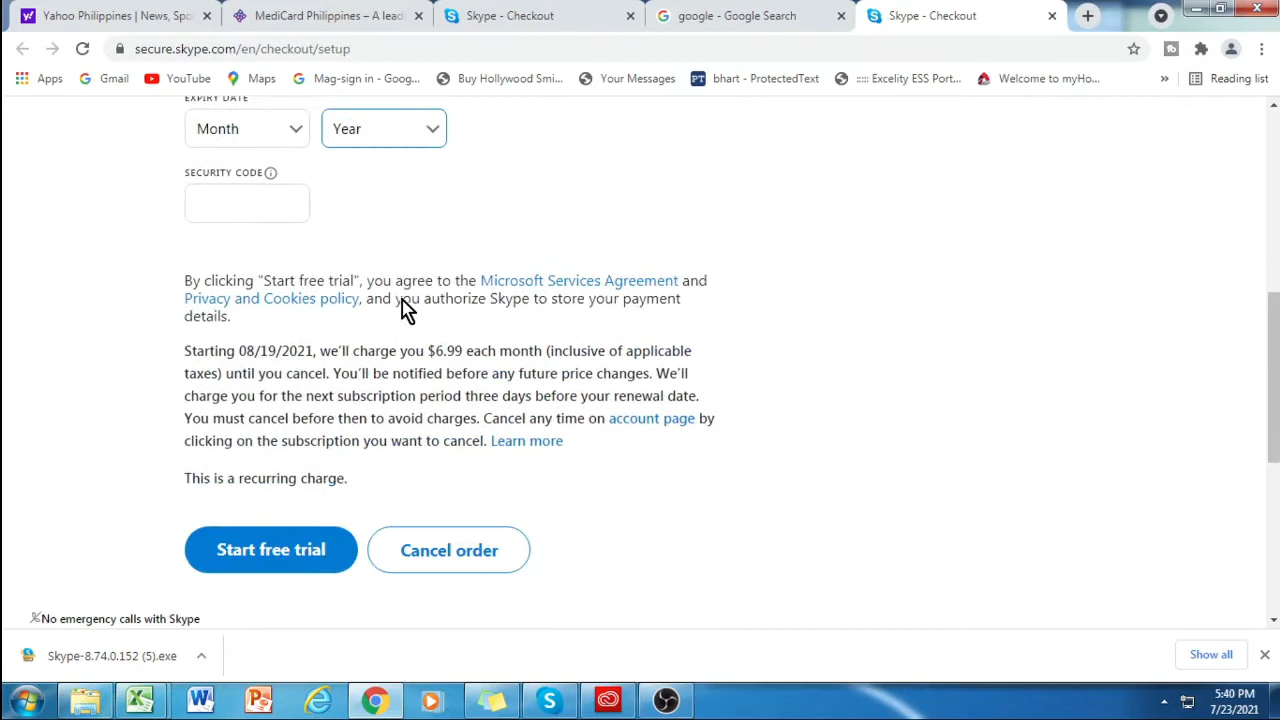 Yahoo Philippines | News, Spo
MediCard Philippines – A lead
Skype - Checkout
google - Google Search
Skype - Checkout
secure.skype.com/en/checkout/setup
Apps
Gmail
YouTube
Maps
Mag-sign in - Goog...
Buy Hollywood Smi...
Your Messages
PT
bhart - ProtectedText
:::: Excelity ESS Port...
Welcome to myHo...
»
Reading list
EXPIRY DATE
Month
Year
SECURITY CODE
By clicking "Start free trial", you agree to the Microsoft Services Agreement and
Privacy and Cookies policy, and you authorize Skype to store your payment
details.
Starting 08/19/2021, we'll charge you $6.99 each month (inclusive of applicable
taxes) until you cancel. You'll be notified before any future price changes. We'll
charge you for the next subscription period three days before your renewal date.
You must cancel before then to avoid charges. Cancel any time on account page by
clicking on the subscription you want to cancel. Learn more
This is a recurring charge.
Start free trial
Cancel order
No emergency calls with Skype
Skype-8.74.0.152 (5).exe
Show all
5:40 PM
7/23/2021